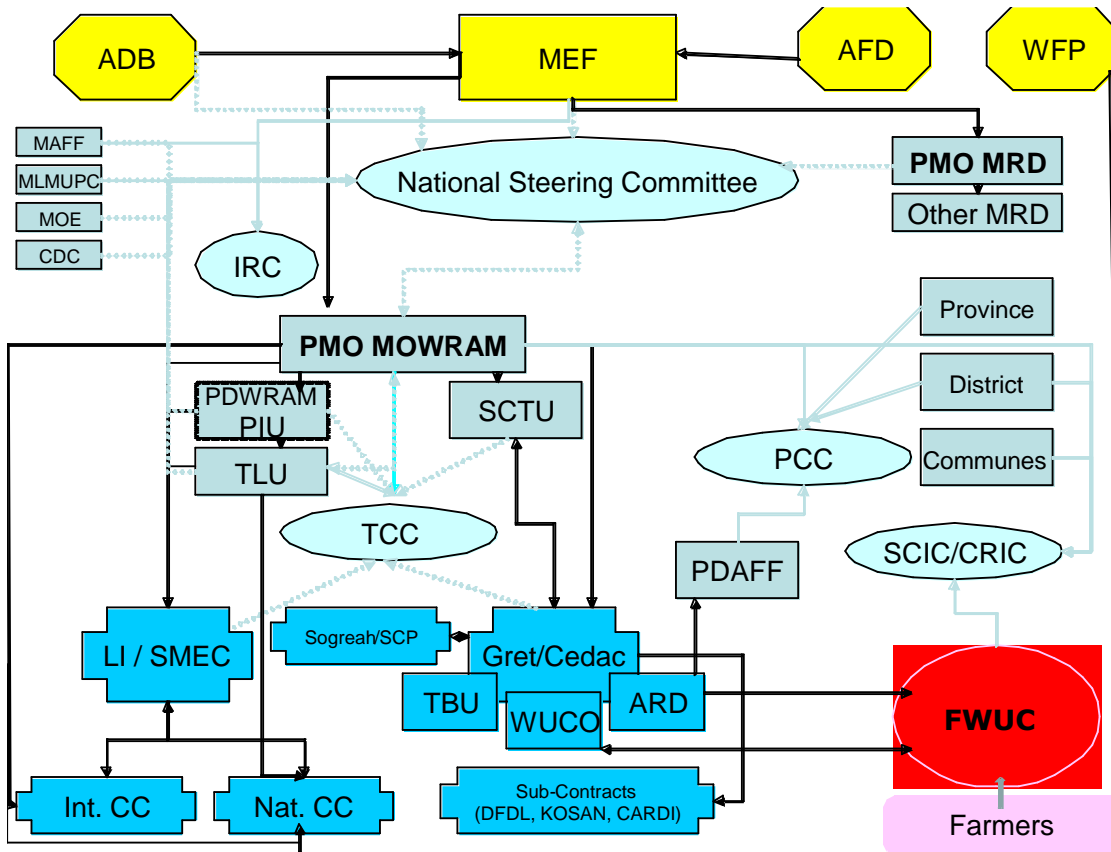 ADB
MEF
AFD
WFP
MAFF
MLMUPC
MOE
CDC
National Steering Committee
PMO MRD
Other MRD
IRC
PMO MOWRAM
Province
District
Communes
PDWRAM
PIU
SCTU
TLU
PCC
TCC
SCIC/CRIC
PDAFF
LI / SMEC
Sogreah/SCP
Gret/Cedac
TBU
WUCO
ARD
FWUC
Int. CC
Nat. CC
Sub-Contracts
(DFDL, KOSAN, CARDI)
Farmers